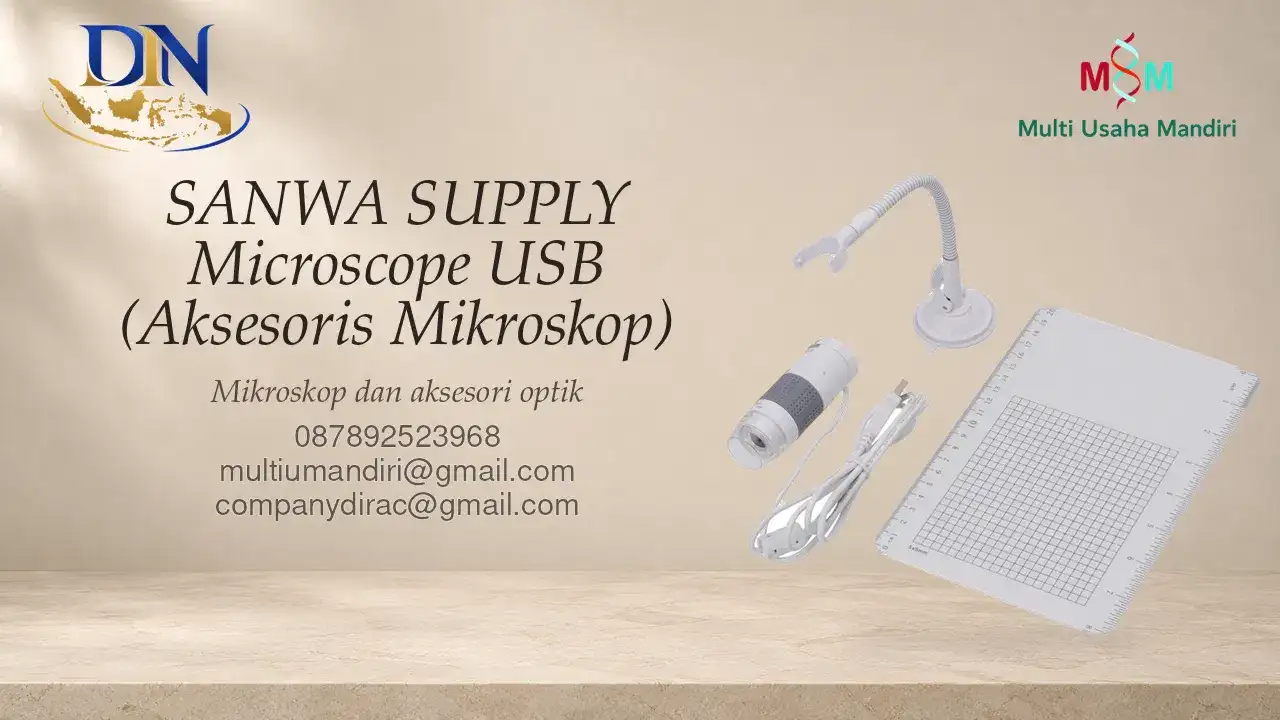 DIN
MSM
Multi Usaha Mandiri
SANWA SUPPLY
Microscope USB
(Aksesoris Mikroskop)
Mikroskop dan aksesori optik
087892523968
multiumandiri@gmail.com
companydirac@gmail.com